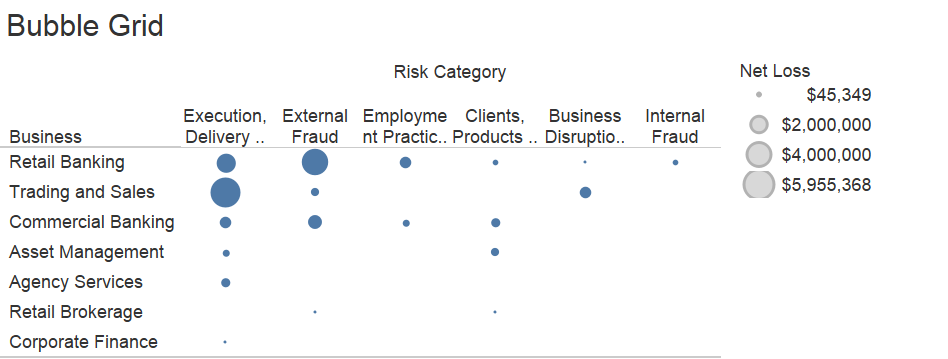 Bubble Grid
Risk Category
Net Loss
$45,349
$2,000,000
$4,000,000
$5,955,368
Business
Execution, Delivery ..
External Fraud
Employme nt Practic..
Clients, Products ..
Business Disruptio..
Internal Fraud
Retail Banking
Trading and Sales
Commercial Banking
Asset Management
Agency Services
Retail Brokerage
Corporate Finance